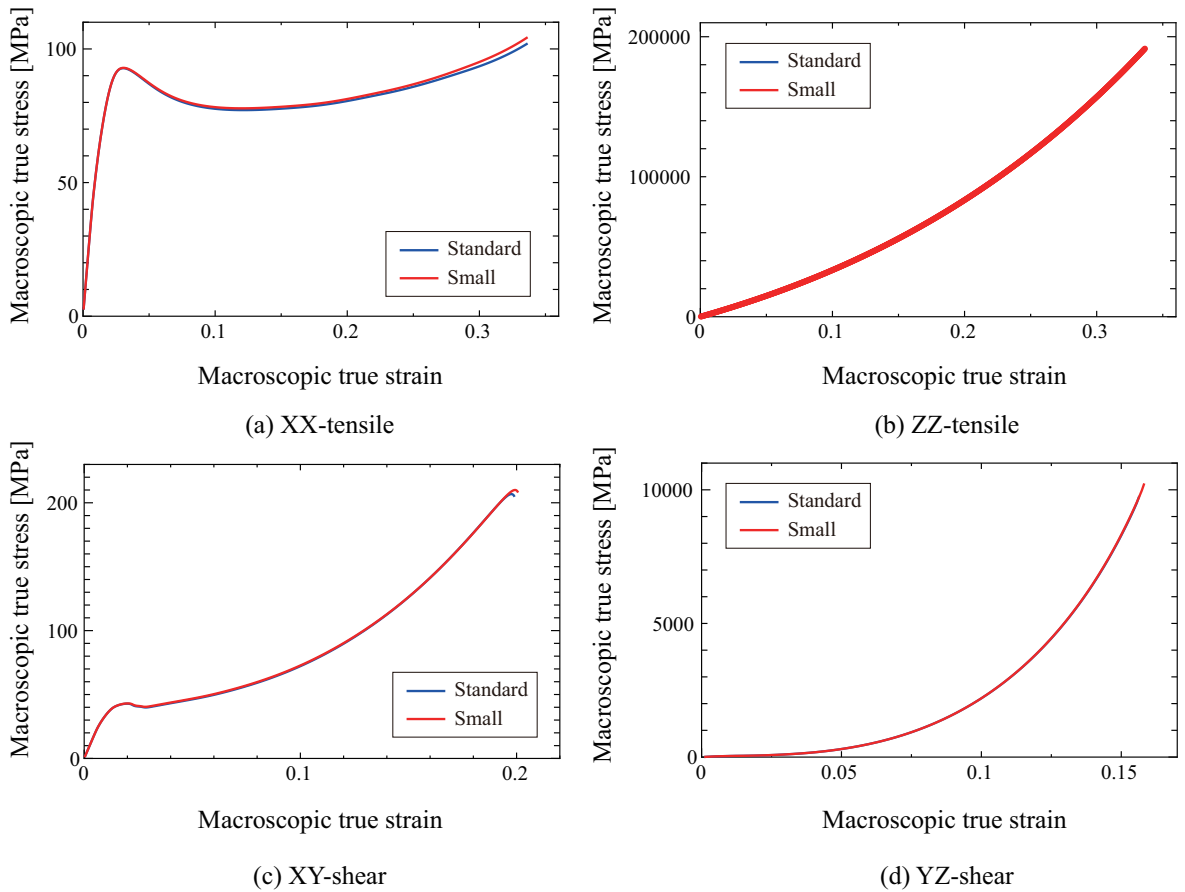 Macroscopic true stress [MPa]
100
50
0
0
0.1
0.2
0.3
Standard
Small
Macroscopic true strain
(a) XX-tensile
Macroscopic true stress [MPa]
200000
100000
0
0
0.1
0.2
0.3
Standard
Small
Macroscopic true strain
(b) ZZ-tensile
Macroscopic true stress [MPa]
200
100
0
0
0.1
0.2
Standard
Small
Macroscopic true strain
(c) XY-shear
Macroscopic true stress [MPa]
10000
5000
0
0
0.05
0.1
0.15
Standard
Small
Macroscopic true strain
(d) YZ-shear